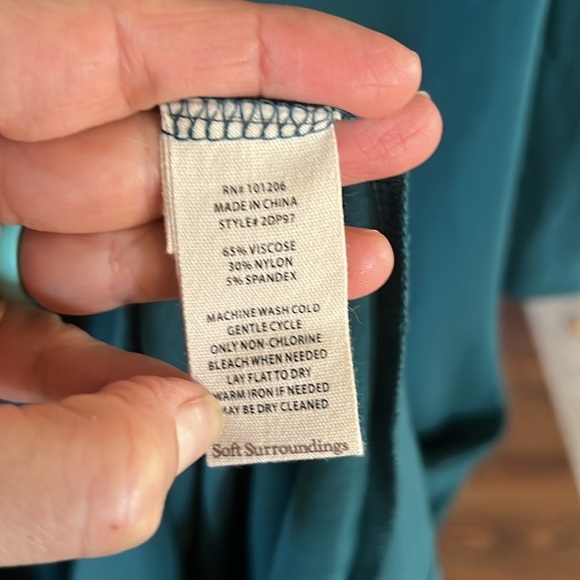 RN# 101206
MADE IN CHINA
STYLE# 2DP97
65% VISCOSE
30% NYLON
5% SPANDEX
MACHINE WASH COLD
GENTLE CYCLE
ONLY NON-CHLORINE
BLEACH WHEN NEEDED
LAY FLAT TO DRY
WARM IRON IF NEEDED
MAY BE DRY CLEANED
Soft Surroundings